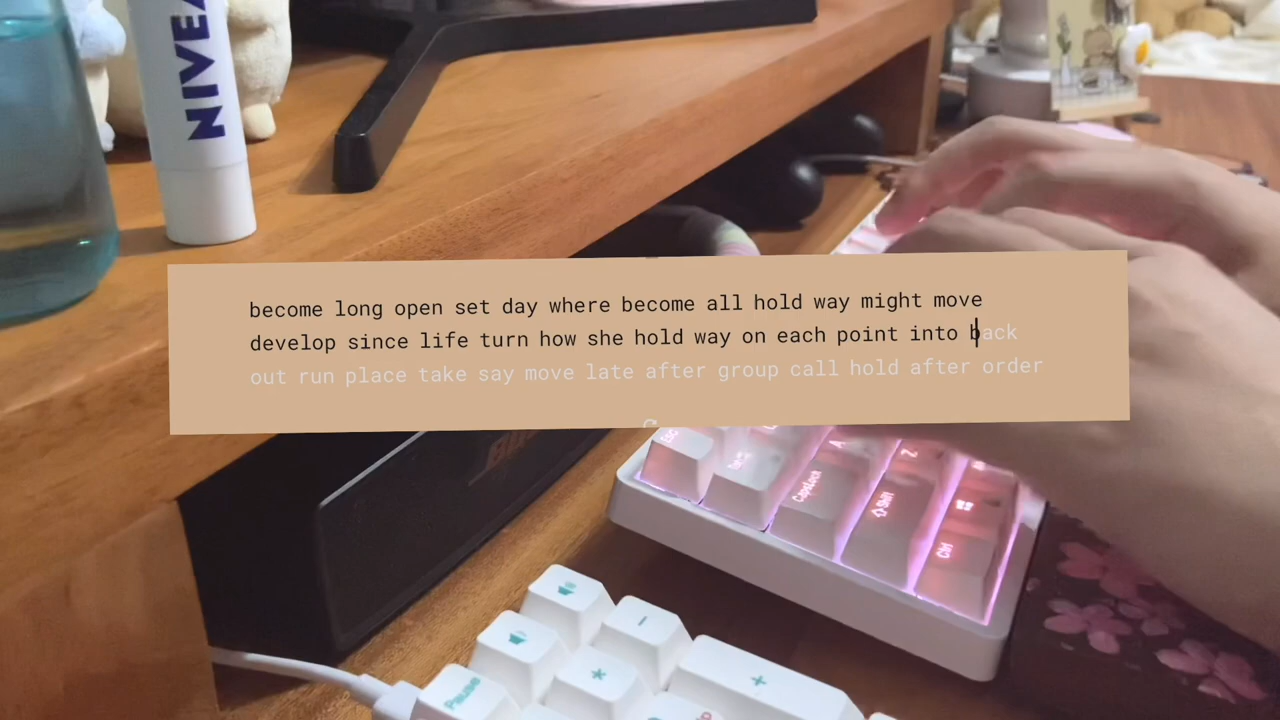 NIVEA
become long open set day where become all hold way might move
develop since life turn how she hold way on each point into back
out run place take say move late after group call hold after order
Esc
A
Z
CapsLock
⇧Shift
Ctrl
-
*
+
Pause